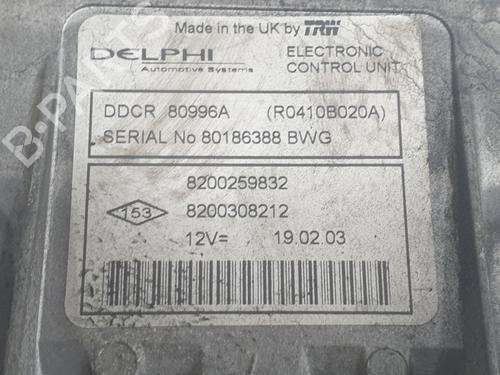 Made in the UK by TRW
DELPHI
Automotive Systems
ELECTRONIC
CONTROL UNIT
DDCR 80996A (R0410B020A)
SERIAL No 80186388 BWG
8200259832
153 8200308212
12V= 19.02.03